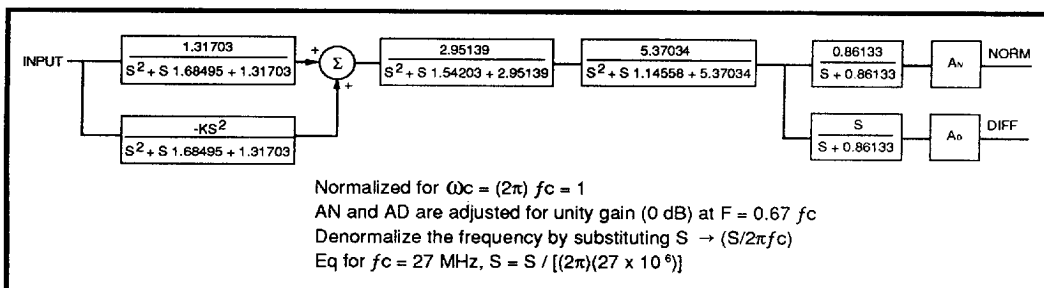 INPUT
1.31703
S² + S 1.68495 + 1.31703
+
Σ
+
-KS²
S² + S 1.68495 + 1.31703
2.95139
S² + S 1.54203 + 2.95139
5.37034
S² + S 1.14558 + 5.37034
0.86133
S + 0.86133
AN
NORM
S
S + 0.86133
AD
DIFF
Normalized for ωc = (2π) fc = 1
AN and AD are adjusted for unity gain (0 dB) at F = 0.67 fc
Denormalize the frequency by substituting S → (S/2πfc)
Eq for fc = 27 MHz, S = S / [(2π)(27 x 10⁶)]